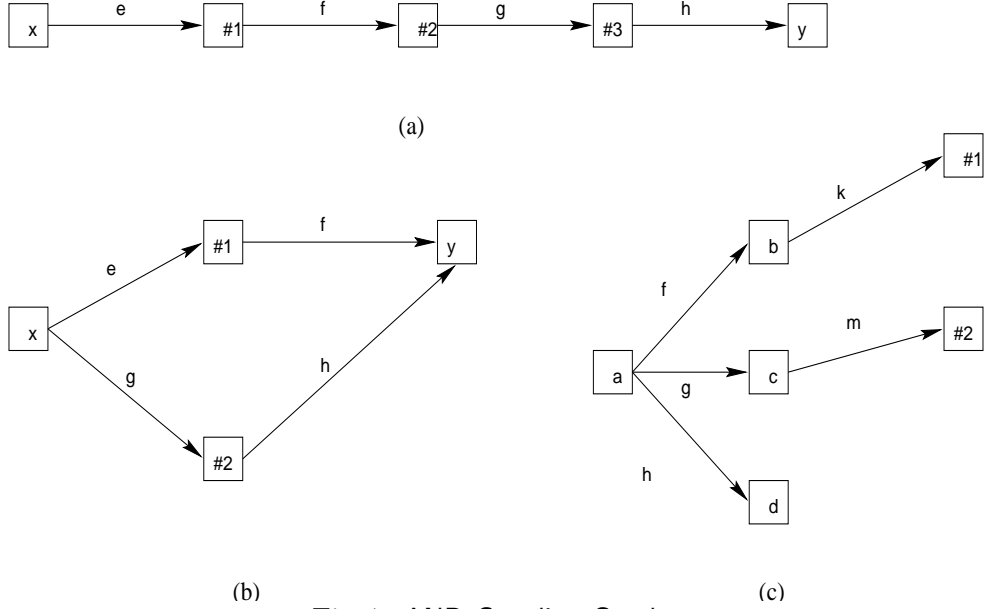 e f g h
x #1 #2 #3 y
(a)
#1
k
f
#1 y b
e
f
m
x #2
g h a c
g
#2
h
d
(b) (c)